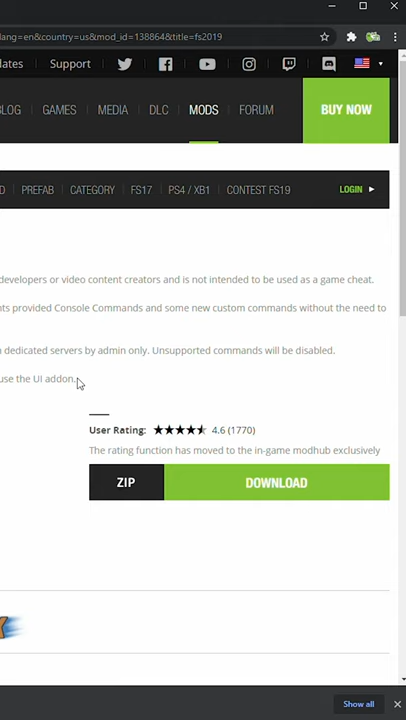 lang=en&country=us&mod_id=138864&title=fs2019
Support
GAMES MEDIA DLC MODS FORUM BUY NOW
PREFAB CATEGORY FS17 PS4 / XB1 CONTEST FS19 LOGIN
developers or video content creators and is not intended to be used as a game cheat.
provided Console Commands and some new custom commands without the need to
dedicated servers by admin only. Unsupported commands will be disabled.
use the UI addon.
User Rating: 4.6 (1770)
The rating function has moved to the in-game modhub exclusively
ZIP DOWNLOAD
Show all